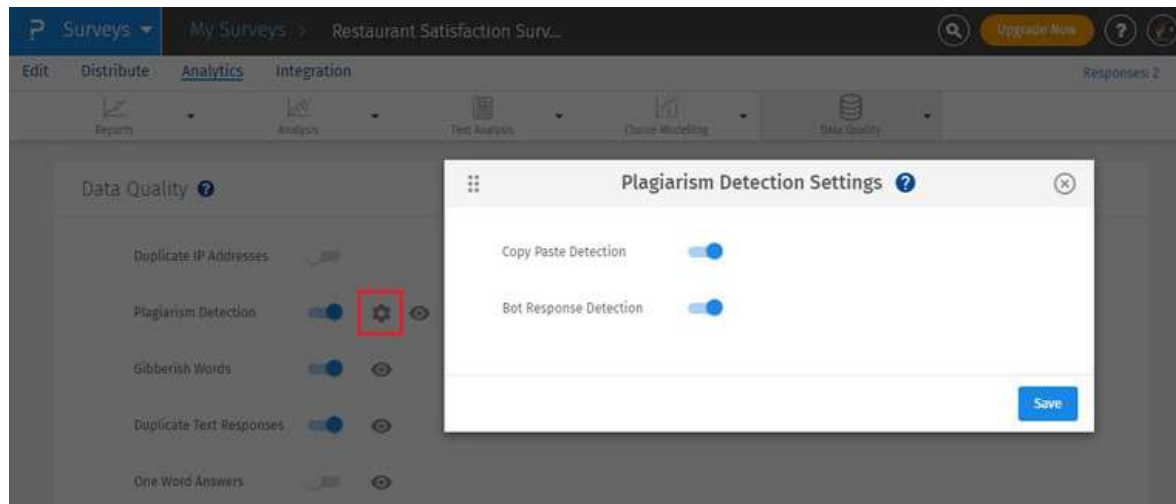 Surveys
My Surveys > Restaurant Satisfaction Surv...
Upgrade Now
Edit Distribute Analytics Integration
Responses: 2
Reports Analysis Text Analysis Choice Modelling Data Quality
Data Quality
Plagiarism Detection Settings
Duplicate IP Addresses
Copy Paste Detection
Plagiarism Detection
Bot Response Detection
Gibberish Words
Save
Duplicate Text Responses
One Word Answers